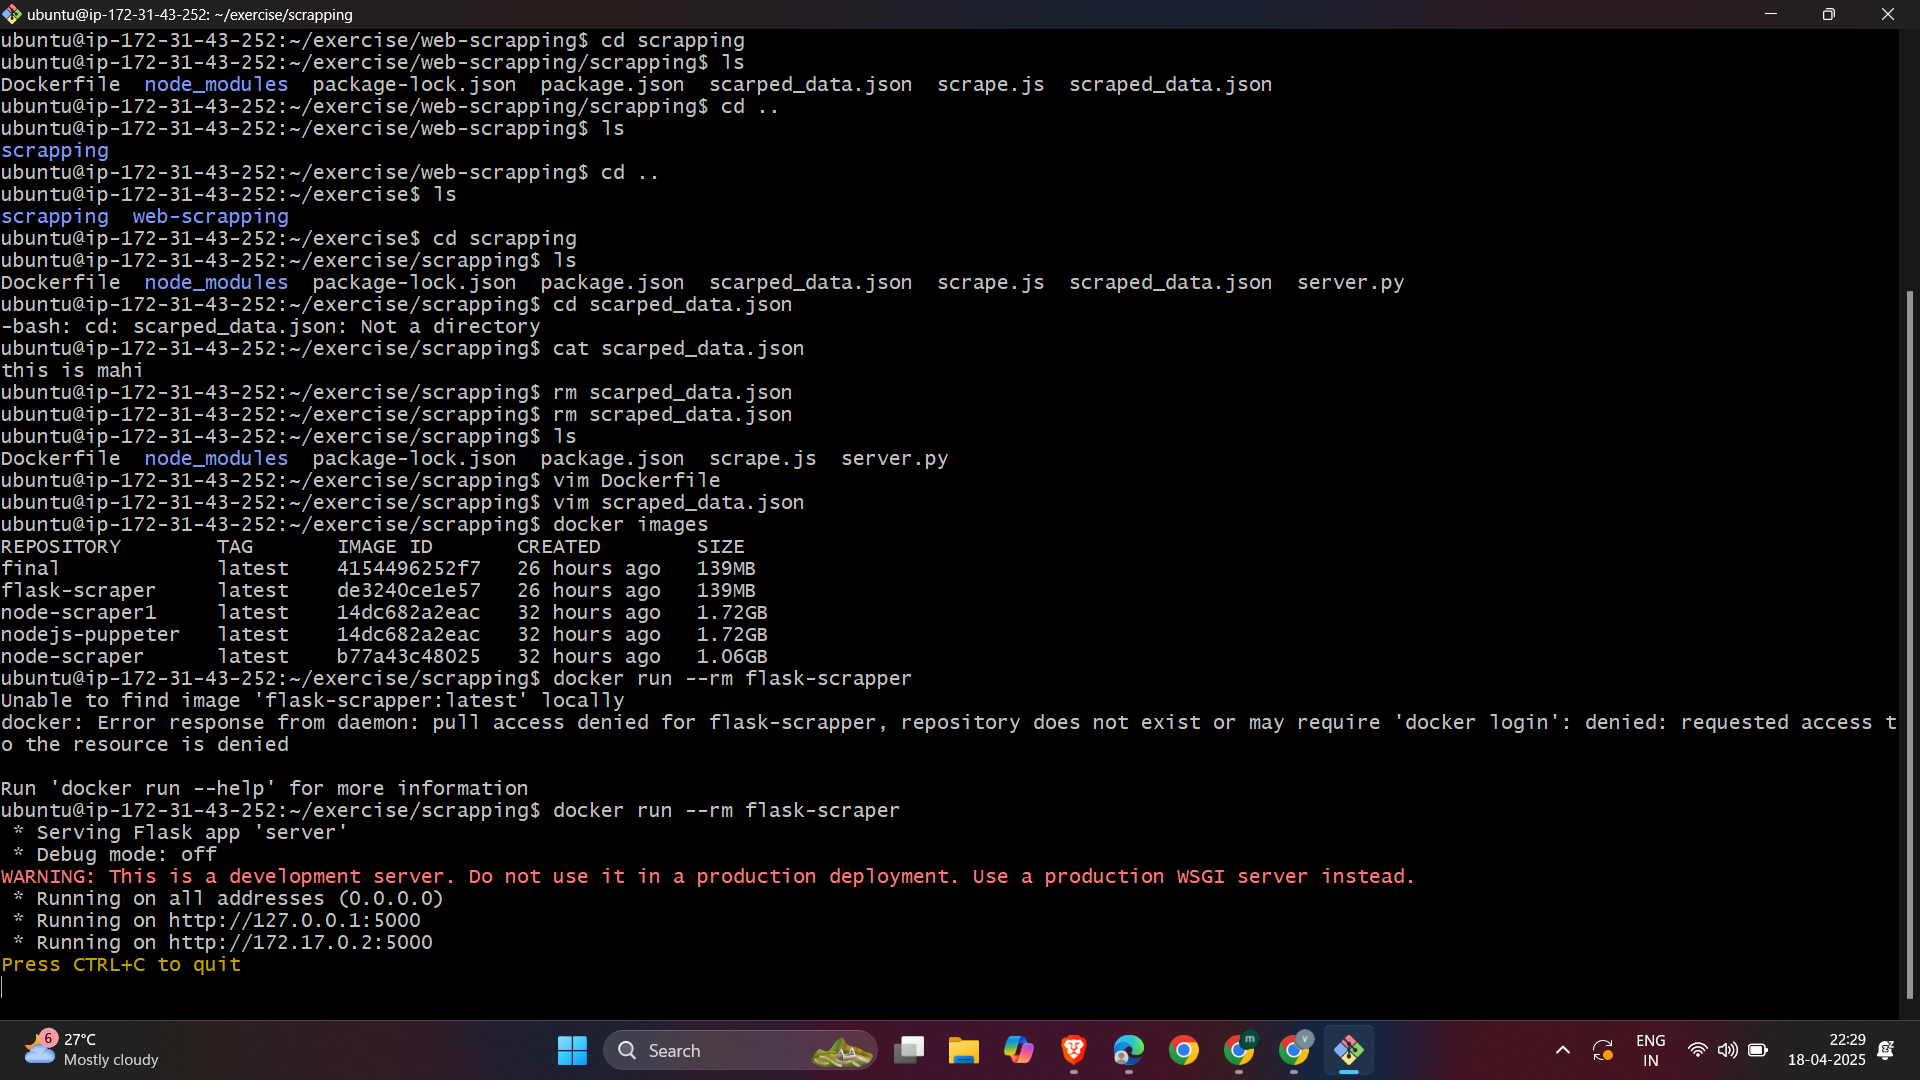 ubuntu@ip-172-31-43-252: ~/exercise/scrapping
ubuntu@ip-172-31-43-252:~/exercise/web-scrapping$ cd scrapping
ubuntu@ip-172-31-43-252:~/exercise/web-scrapping/scrapping$ ls
Dockerfile  node_modules  package-lock.json  package.json  scarped_data.json  scrape.js  scraped_data.json
ubuntu@ip-172-31-43-252:~/exercise/web-scrapping/scrapping$ cd ..
ubuntu@ip-172-31-43-252:~/exercise/web-scrapping$ ls
scrapping
ubuntu@ip-172-31-43-252:~/exercise/web-scrapping$ cd ..
ubuntu@ip-172-31-43-252:~/exercise$ ls
scrapping  web-scrapping
ubuntu@ip-172-31-43-252:~/exercise$ cd scrapping
ubuntu@ip-172-31-43-252:~/exercise/scrapping$ ls
Dockerfile  node_modules  package-lock.json  package.json  scarped_data.json  scrape.js  scraped_data.json  server.py
ubuntu@ip-172-31-43-252:~/exercise/scrapping$ cd scarped_data.json
-bash: cd: scarped_data.json: Not a directory
ubuntu@ip-172-31-43-252:~/exercise/scrapping$ cat scarped_data.json
this is mahi
ubuntu@ip-172-31-43-252:~/exercise/scrapping$ rm scarped_data.json
ubuntu@ip-172-31-43-252:~/exercise/scrapping$ rm scraped_data.json
ubuntu@ip-172-31-43-252:~/exercise/scrapping$ ls
Dockerfile  node_modules  package-lock.json  package.json  scrape.js  server.py
ubuntu@ip-172-31-43-252:~/exercise/scrapping$ vim Dockerfile
ubuntu@ip-172-31-43-252:~/exercise/scrapping$ vim scraped_data.json
ubuntu@ip-172-31-43-252:~/exercise/scrapping$ docker images
REPOSITORY        TAG       IMAGE ID       CREATED        SIZE
final             latest    4154496252f7   26 hours ago   139MB
flask-scraper     latest    de3240ce1e57   26 hours ago   139MB
node-scraper1     latest    14dc682a2eac   32 hours ago   1.72GB
nodejs-puppeter   latest    14dc682a2eac   32 hours ago   1.72GB
node-scraper      latest    b77a43c48025   32 hours ago   1.06GB
ubuntu@ip-172-31-43-252:~/exercise/scrapping$ docker run --rm flask-scrapper
Unable to find image 'flask-scrapper:latest' locally
docker: Error response from daemon: pull access denied for flask-scrapper, repository does not exist or may require 'docker login': denied: requested access t
o the resource is denied
Run 'docker run --help' for more information
ubuntu@ip-172-31-43-252:~/exercise/scrapping$ docker run --rm flask-scraper
 * Serving Flask app 'server'
 * Debug mode: off
WARNING: This is a development server. Do not use it in a production deployment. Use a production WSGI server instead.
 * Running on all addresses (0.0.0.0)
 * Running on http://127.0.0.1:5000
 * Running on http://172.17.0.2:5000
Press CTRL+C to quit
6
27°C
Mostly cloudy
Search
m
v
ENG
IN
22:29
18-04-2025